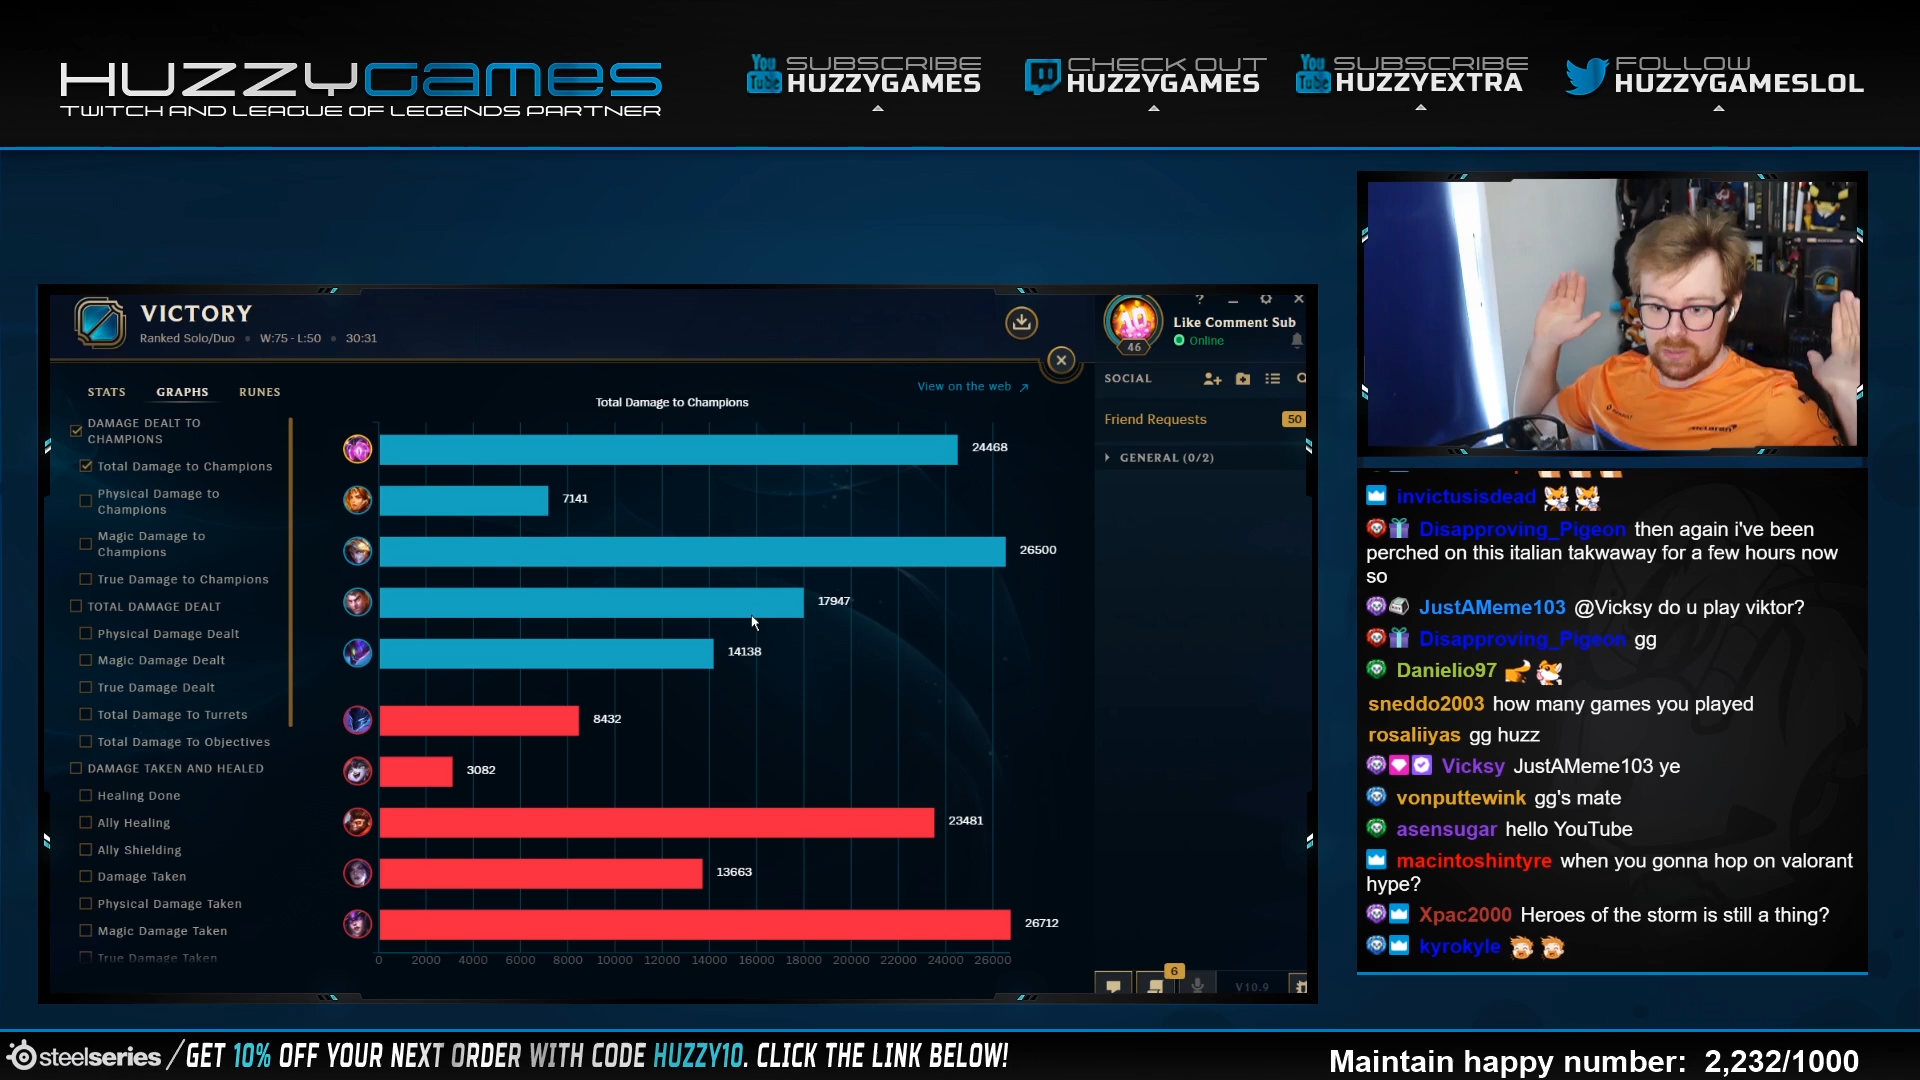 HUZZYGAMES
TWITCH AND LEAGUE OF LEGENDS PARTNER
You Tube SUBSCRIBE HUZZYGAMES
CHECK OUT HUZZYGAMES
You Tube SUBSCRIBE HUZZYEXTRA
FOLLOW HUZZYGAMESLOL
VICTORY
Ranked Solo/Duo • W:75 - L:50 • 30:31
10
46
Like Comment Sub
Online
STATS GRAPHS RUNES
View on the web
SOCIAL
Friend Requests 50
GENERAL (0/2)
DAMAGE DEALT TO
CHAMPIONS
Total Damage to Champions
Physical Damage to
Champions
Magic Damage to
Champions
True Damage to Champions
TOTAL DAMAGE DEALT
Physical Damage Dealt
Magic Damage Dealt
True Damage Dealt
Total Damage To Turrets
Total Damage To Objectives
DAMAGE TAKEN AND HEALED
Healing Done
Ally Healing
Ally Shielding
Damage Taken
Physical Damage Taken
Magic Damage Taken
True Damage Taken
Total Damage to Champions
24468
7141
26500
17947
14138
8432
3082
23481
13663
26712
0 2000 4000 6000 8000 10000 12000 14000 16000 18000 20000 22000 24000 26000
6
V10.9
invictusisdead
Disapproving_Pigeon then again i've been
perched on this italian takwaway for a few hours now
so
JustAMeme103 @Vicksy do u play viktor?
Disapproving_Pigeon gg
Danielio97
sneddo2003 how many games you played
rosaliiyas gg huzz
Vicksy JustAMeme103 ye
vonputtewink gg's mate
asensugar hello YouTube
macintoshintyre when you gonna hop on valorant
hype?
Xpac2000 Heroes of the storm is still a thing?
kyrokyle
steelseries / GET 10% OFF YOUR NEXT ORDER WITH CODE HUZZY10. CLICK THE LINK BELOW!
Maintain happy number: 2,232/1000